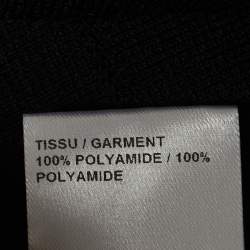 TISSU / GARMENT
100% POLYAMIDE / 100%
POLYAMIDE